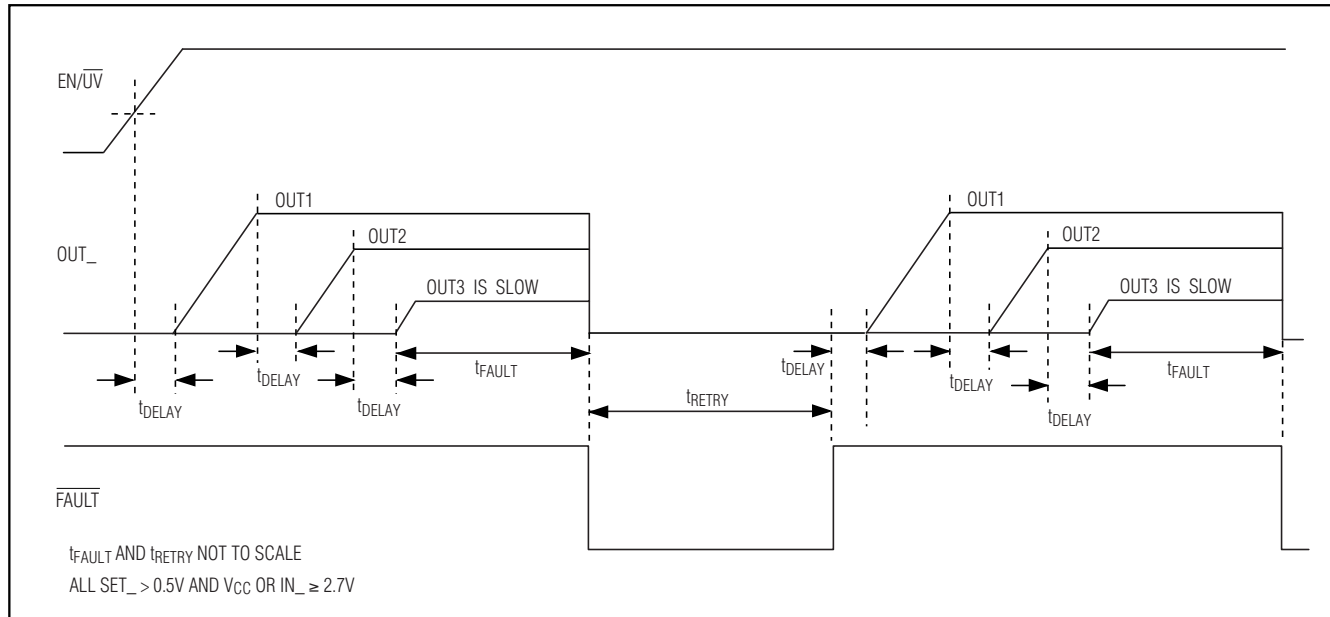 EN/UV
OUT1
OUT1
OUT2
OUT2
OUT_
OUT3 IS SLOW
OUT3 IS SLOW
tDELAY
tFAULT
tDELAY
tFAULT
tDELAY
tDELAY
tDELAY
tRETRY
tDELAY
FAULT
tFAULT AND tRETRY NOT TO SCALE
ALL SET_ > 0.5V AND VCC OR IN_ ≥ 2.7V